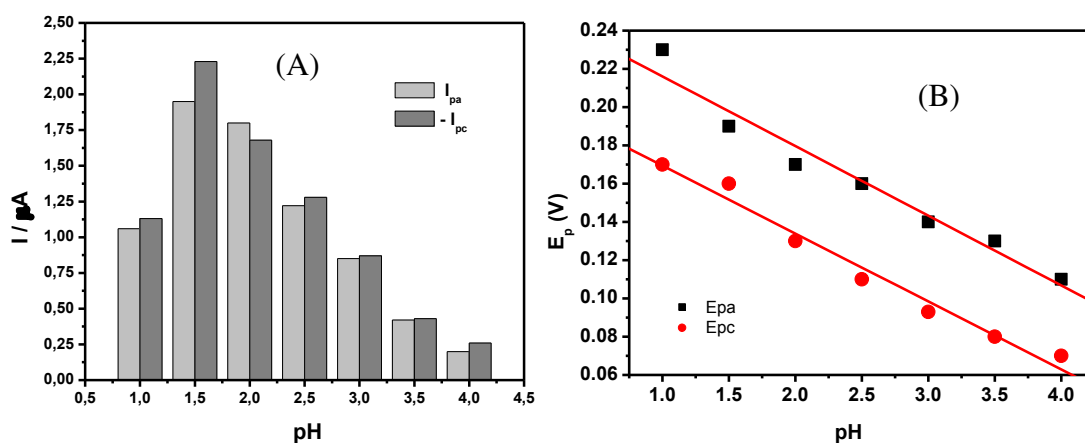 2,50
2,25
2,00
1,75
1,50
1,25
1,00
0,75
0,50
0,25
0,00
I / µA
(A)
I pa
- I pc
0,5 1,0 1,5 2,0 2,5 3,0 3,5 4,0 4,5
pH
0.24
0.22
0.20
0.18
0.16
0.14
0.12
0.10
0.08
0.06
E p (V)
(B)
Epa
Epc
1.0 1.5 2.0 2.5 3.0 3.5 4.0
pH